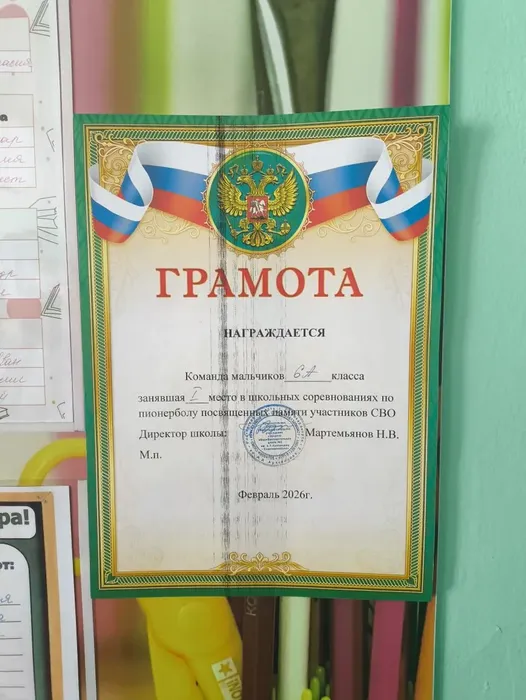 ГРАМОТА
НАГРАЖДАЕТСЯ
Команда мальчиков 6А класса
занявшая I место в школьных соревнованиях по
пионерболу посвященных памяти участников СВО
Директор школы: Мартемьянов Н.В.
М.п.
Февраль 2026г.
ра!